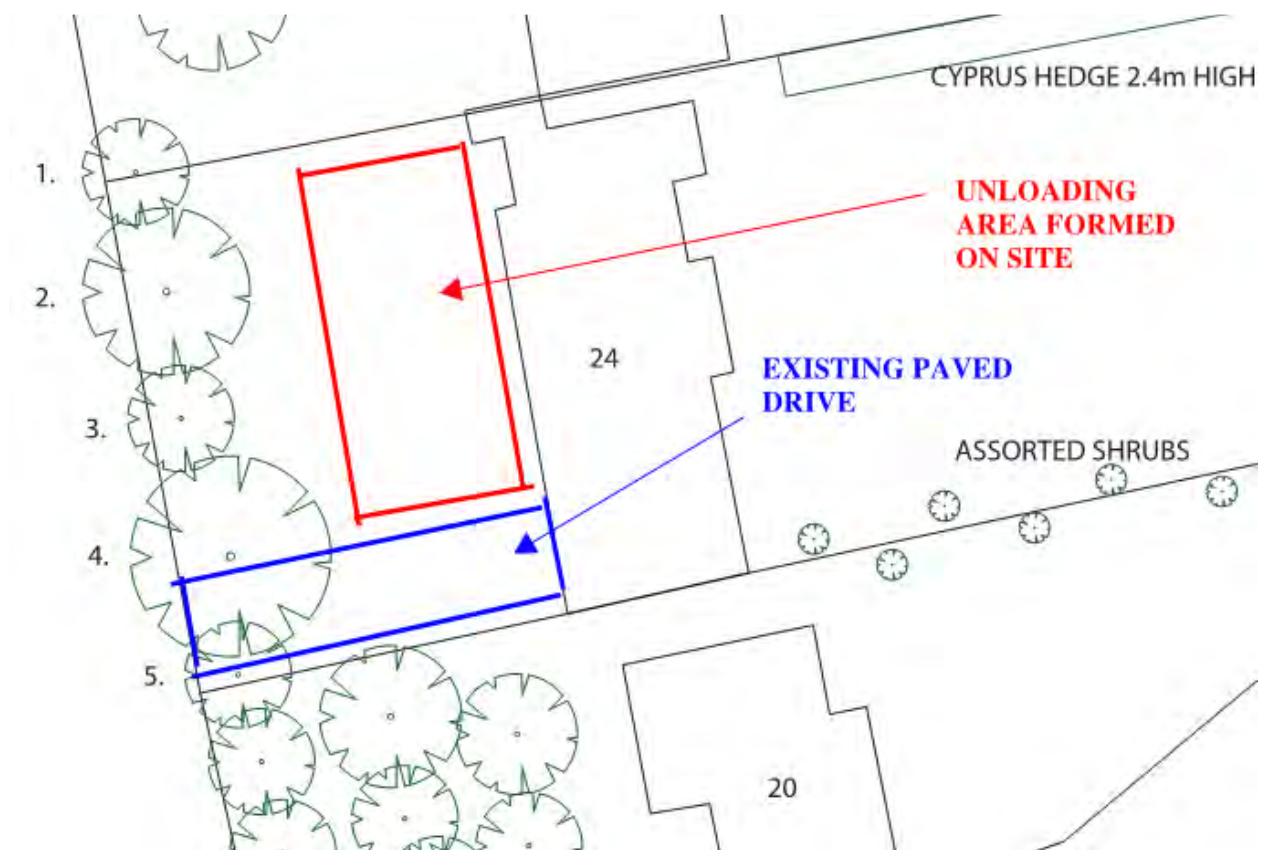 CYPRUS HEDGE 2.4m HIGH
1.
UNLOADING
AREA FORMED
ON SITE
2.
24
EXISTING PAVED
DRIVE
3.
ASSORTED SHRUBS
4.
5.
20